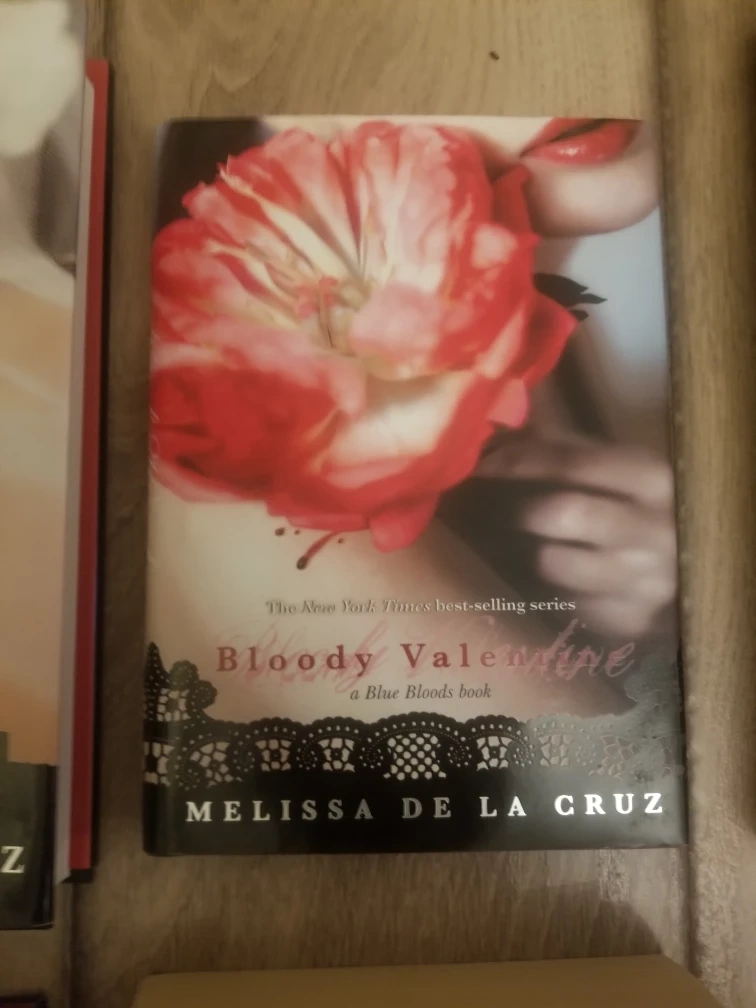 The New York Times best-selling series
Bloody Valentine
a Blue Bloods book
MELISSA DE LA CRUZ
Z